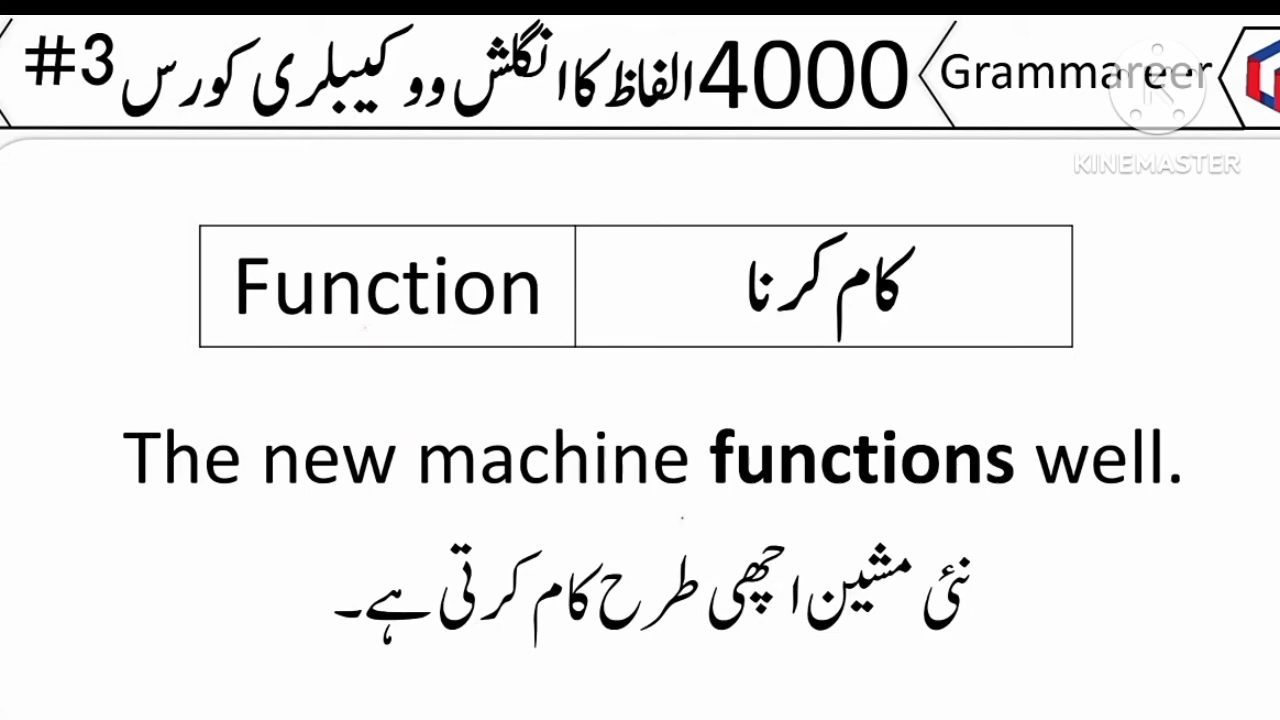 4000 الفاظ کا انگلش ووکیبلری کورس #3
Grammareer
KINEMASTER
Function
کام کرنا
The new machine functions well.
نئی مشین اچھی طرح کام کرتی ہے۔